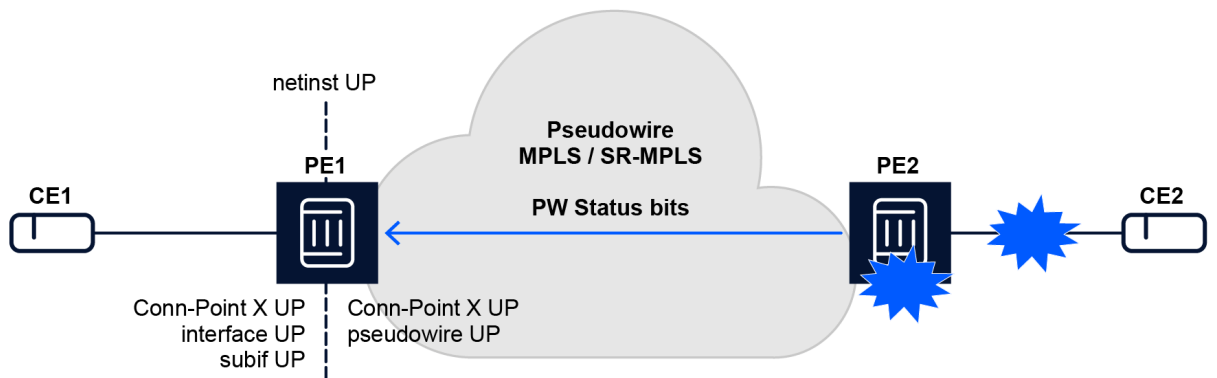 netinst UP
Pseudowire
MPLS / SR-MPLS
PE1
PE2
CE1
CE2
PW Status bits
Conn-Point X UP
interface UP
subif UP
Conn-Point X UP
pseudowire UP